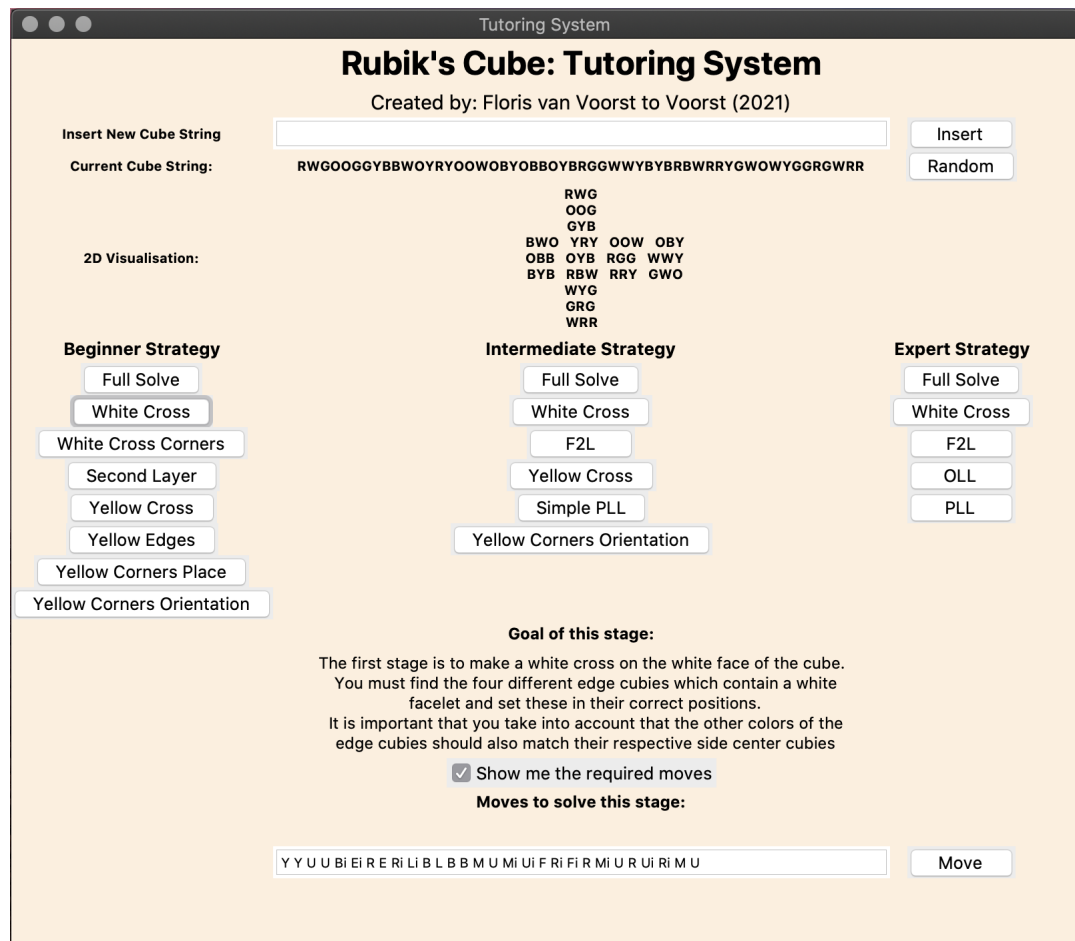 Tutoring System
Rubik's Cube: Tutoring System
Created by: Floris van Voorst to Voorst (2021)
Insert New Cube String
Insert
Current Cube String:
RWGOOGGYBBWOYRYOOWOBYOBBOYBRGGWWYBYBRBWRRYGWOWYGGRGWRR
Random
2D Visualisation:
RWG
OOG
GYB
BWO YRY OOW OBY
OBB OYB RGG WWY
BYB RBW RRY GWO
WYG
GRG
WRR
Beginner Strategy
Full Solve
White Cross
White Cross Corners
Second Layer
Yellow Cross
Yellow Edges
Yellow Corners Place
Yellow Corners Orientation
Intermediate Strategy
Full Solve
White Cross
F2L
Yellow Cross
Simple PLL
Yellow Corners Orientation
Expert Strategy
Full Solve
White Cross
F2L
OLL
PLL
Goal of this stage:
The first stage is to make a white cross on the white face of the cube.
You must find the four different edge cubies which contain a white
facelet and set these in their correct positions.
It is important that you take into account that the other colors of the
edge cubies should also match their respective side center cubies
Show me the required moves
Moves to solve this stage:
Y Y U U Bi Ei R E Ri Li B L B B M U Mi Ui F Ri Fi R Mi U R Ui Ri M U
Move